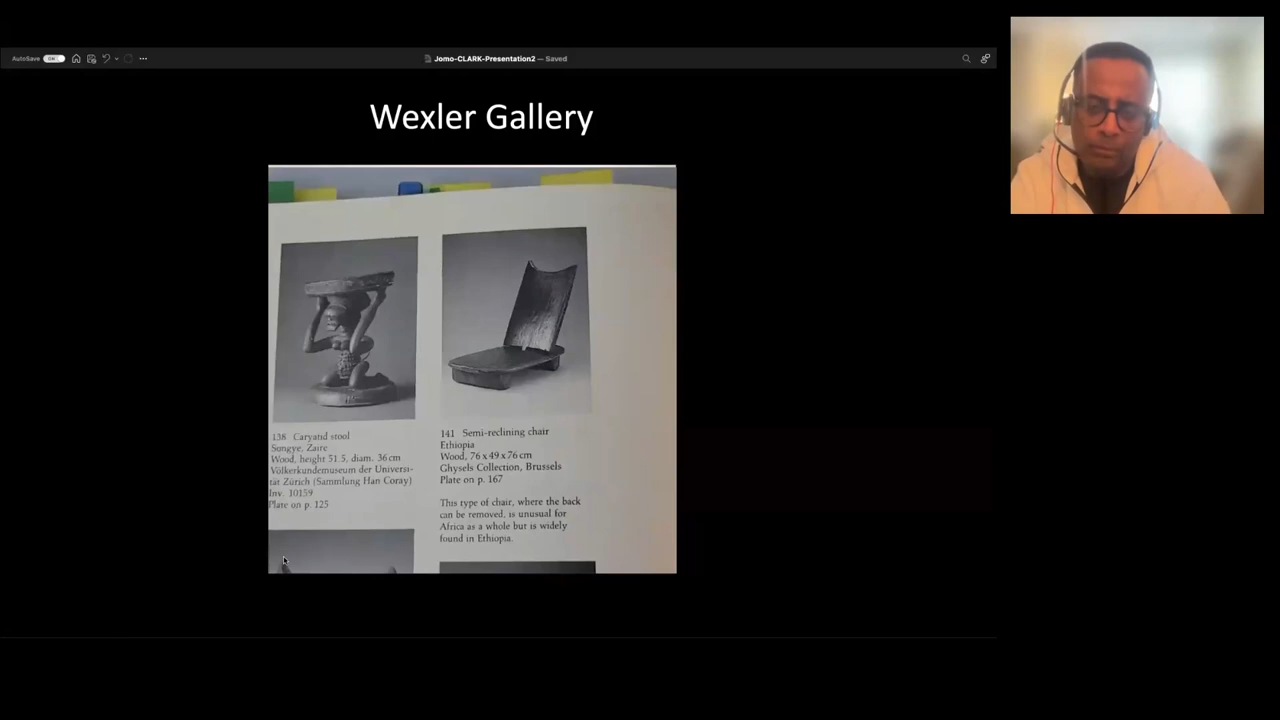 AutoSave ON
Jomo-CLARK-Presentation2 — Saved
Wexler Gallery
138 Caryatid stool
Songye, Zaire
Wood, height 51.5, diam. 36 cm
Völkerkundemuseum der Universi-
tät Zürich (Sammlung Han Coray)
Inv. 10159
Plate on p. 125
141 Semi-reclining chair
Ethiopia
Wood, 76 x 49 x 76 cm
Ghysels Collection, Brussels
Plate on p. 167
This type of chair, where the back
can be removed, is unusual for
Africa as a whole but is widely
found in Ethiopia.